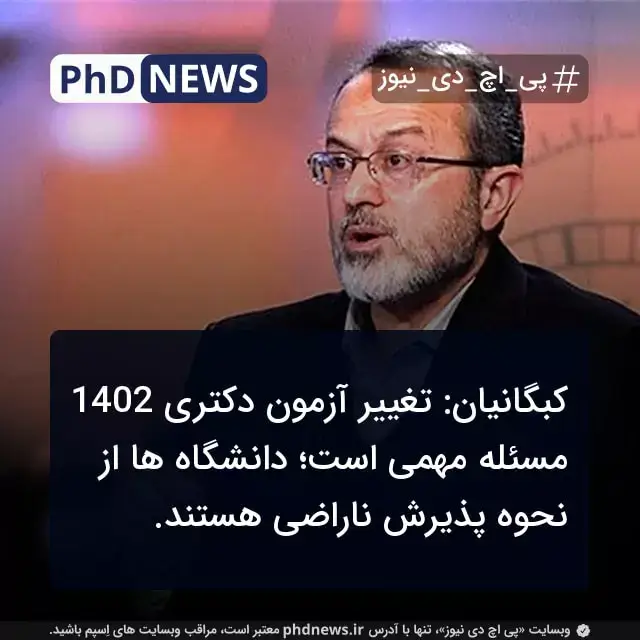 PhD NEWS
#پی_اچ_دی_نیوز
کبگانیان: تغییر آزمون دکتری 1402
مسئله مهمی است؛ دانشگاه ها از
نحوه پذیرش ناراضی هستند.
وبسایت «پی اچ دی نیوز»، تنها با آدرس phdnews.ir معتبر است، مراقب وبسایت های اِسپم باشید.